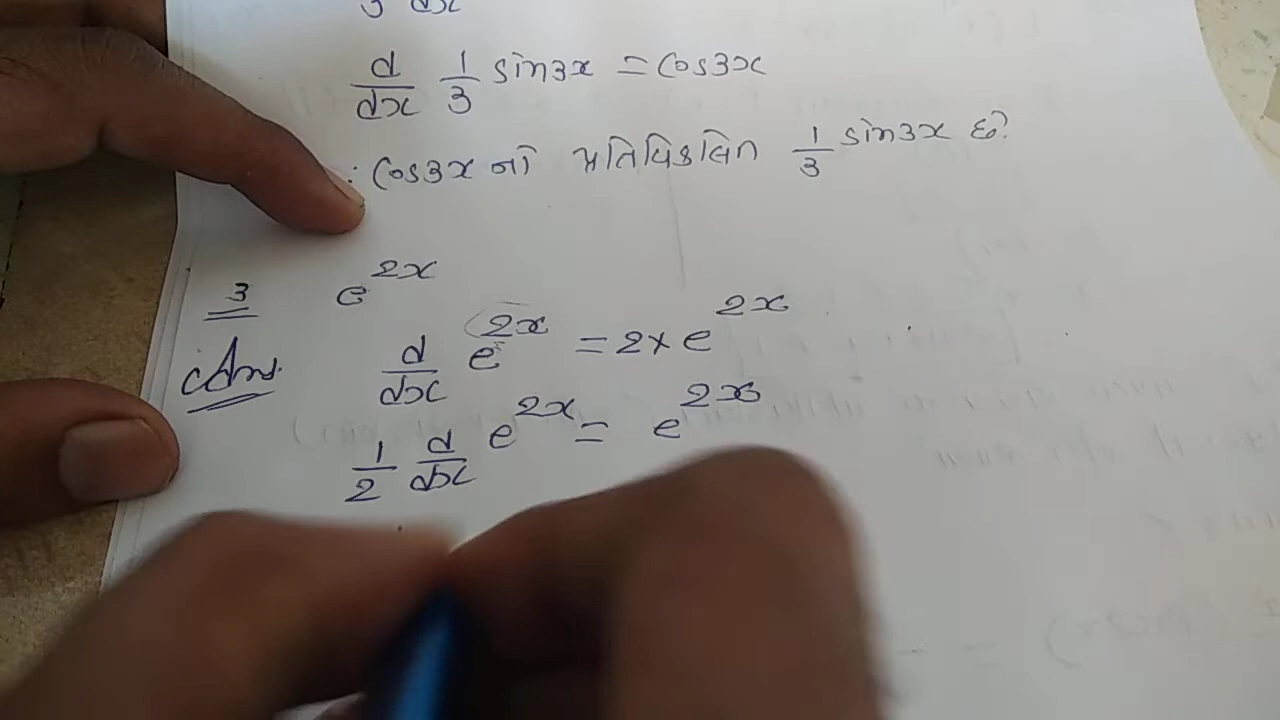 d/dx 1/3 sin3x = cos3x
: cos3x નો પ્રતિવિકલિત 1/3 sin3x છે.
3 e^2x
Ans. d/dx e^2x = 2 × e^2x
1/2 d/dx e^2x = e^2x